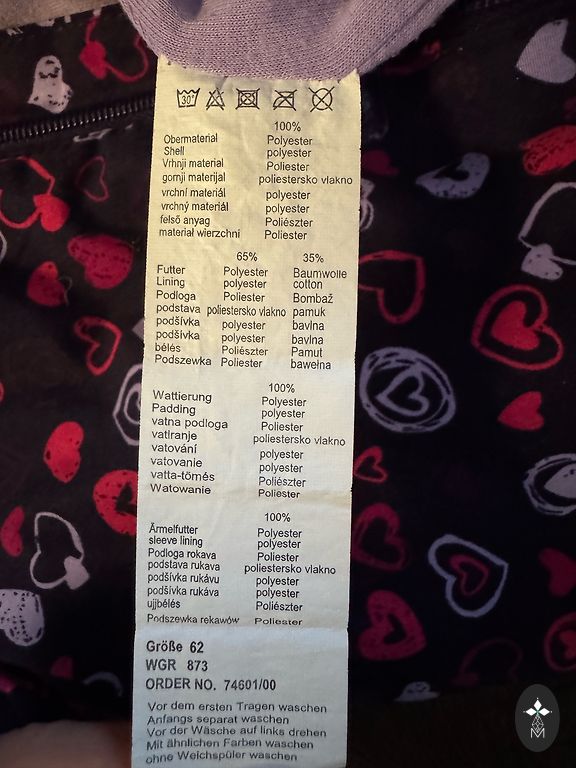 30°
100%
Obermaterial Polyester
Shell polyester
Vrhnji material Poliester
gornji materijal poliestersko vlakno
vrchní materiál polyester
vrchný materiál polyester
felső anyag Poliészter
materiał wierzchni Poliester
65% 35%
Futter Polyester Baumwolle
Lining Polyester cotton
Podloga Poliester Bombaž
podstava poliestersko vlakno pamuk
podšívka polyester bavlna
podšívka polyester bavlna
bélés Poliészter Pamut
Podszewka Poliester bawełna
100%
Wattierung Polyester
Padding polyester
vatna podloga Poliester
vatiranje poliestersko vlakno
vatování polyester
vatovanie polyester
vatta-tömés Poliészter
Watowanie Poliester
100%
Ärmelfutter Polyester
sleeve lining polyester
Podloga rokava Poliester
podstava rukava poliestersko vlakno
podšívka rukávu polyester
podšívka rukáva polyester
ujjbélés Poliészter
Podszewka rekawów Poliester
Größe 62
WGR 873
ORDER NO. 74601/00
Vor dem ersten Tragen waschen
Anfangs separat waschen
Vor der Wäsche auf links drehen
Mit ähnlichen Farben waschen
ohne Weichspüler waschen
M